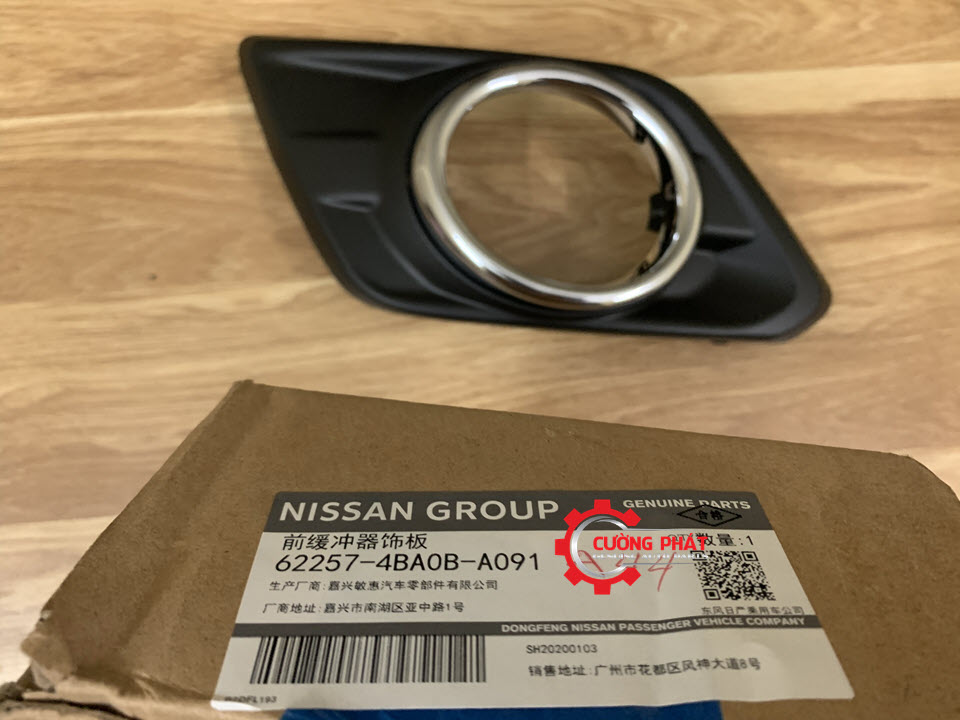 NISSAN GROUP
GENUINE PARTS
合格
前缓冲器饰板
数量:1
62257-4BA0B-A091
CƯỜNG PHÁT
生产厂商:嘉兴敏惠汽车零部件有限公司
厂商地址:嘉兴市南湖区亚中路1号
东风日产乘用车公司
DONGFENG NISSAN PASSENGER VEHICLE COMPANY
SH20200103
销售地址:广州市花都区风神大道8号